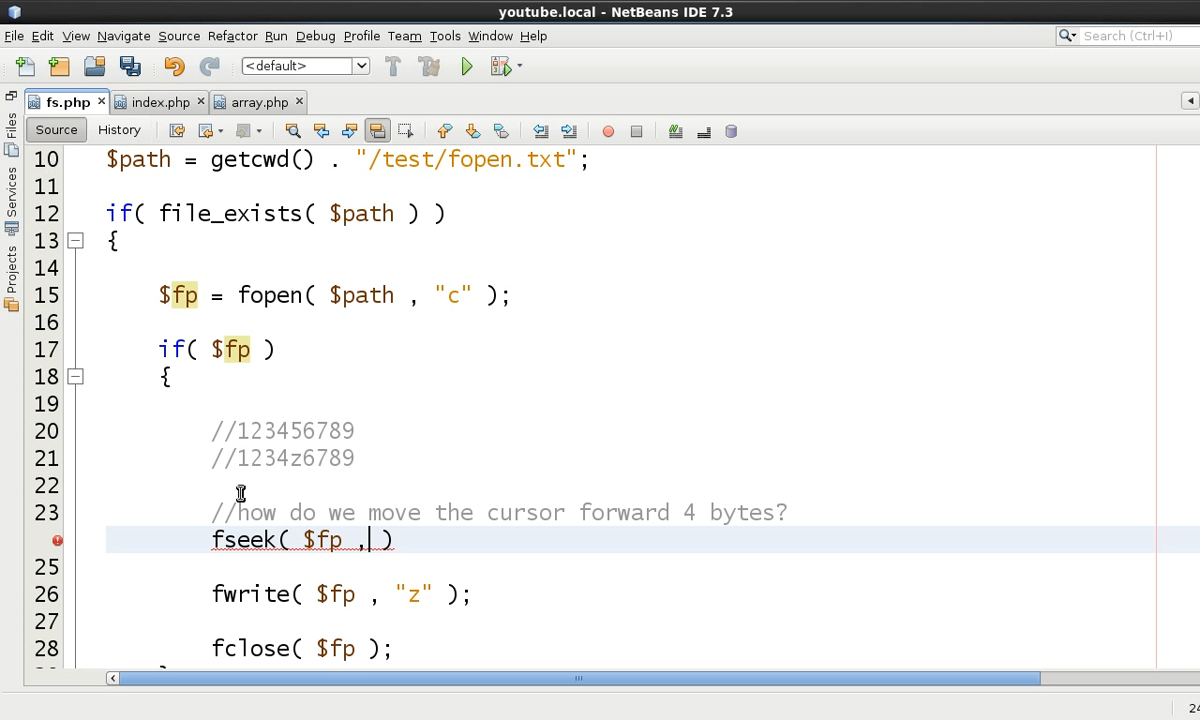 youtube.local - NetBeans IDE 7.3
File Edit View Navigate Source Refactor Run Debug Profile Team Tools Window Help
Search (Ctrl+I)
<default>
fs.php index.php array.php
Source History
Files
Services
Projects
10 $path = getcwd() . "/test/fopen.txt";
11
12 if( file_exists( $path ) )
13 {
14
15 $fp = fopen( $path , "c" );
16
17 if( $fp )
18 {
19
20 //123456789
21 //1234z6789
22
23 //how do we move the cursor forward 4 bytes?
fseek( $fp , )
25
26 fwrite( $fp , "z" );
27
28 fclose( $fp );